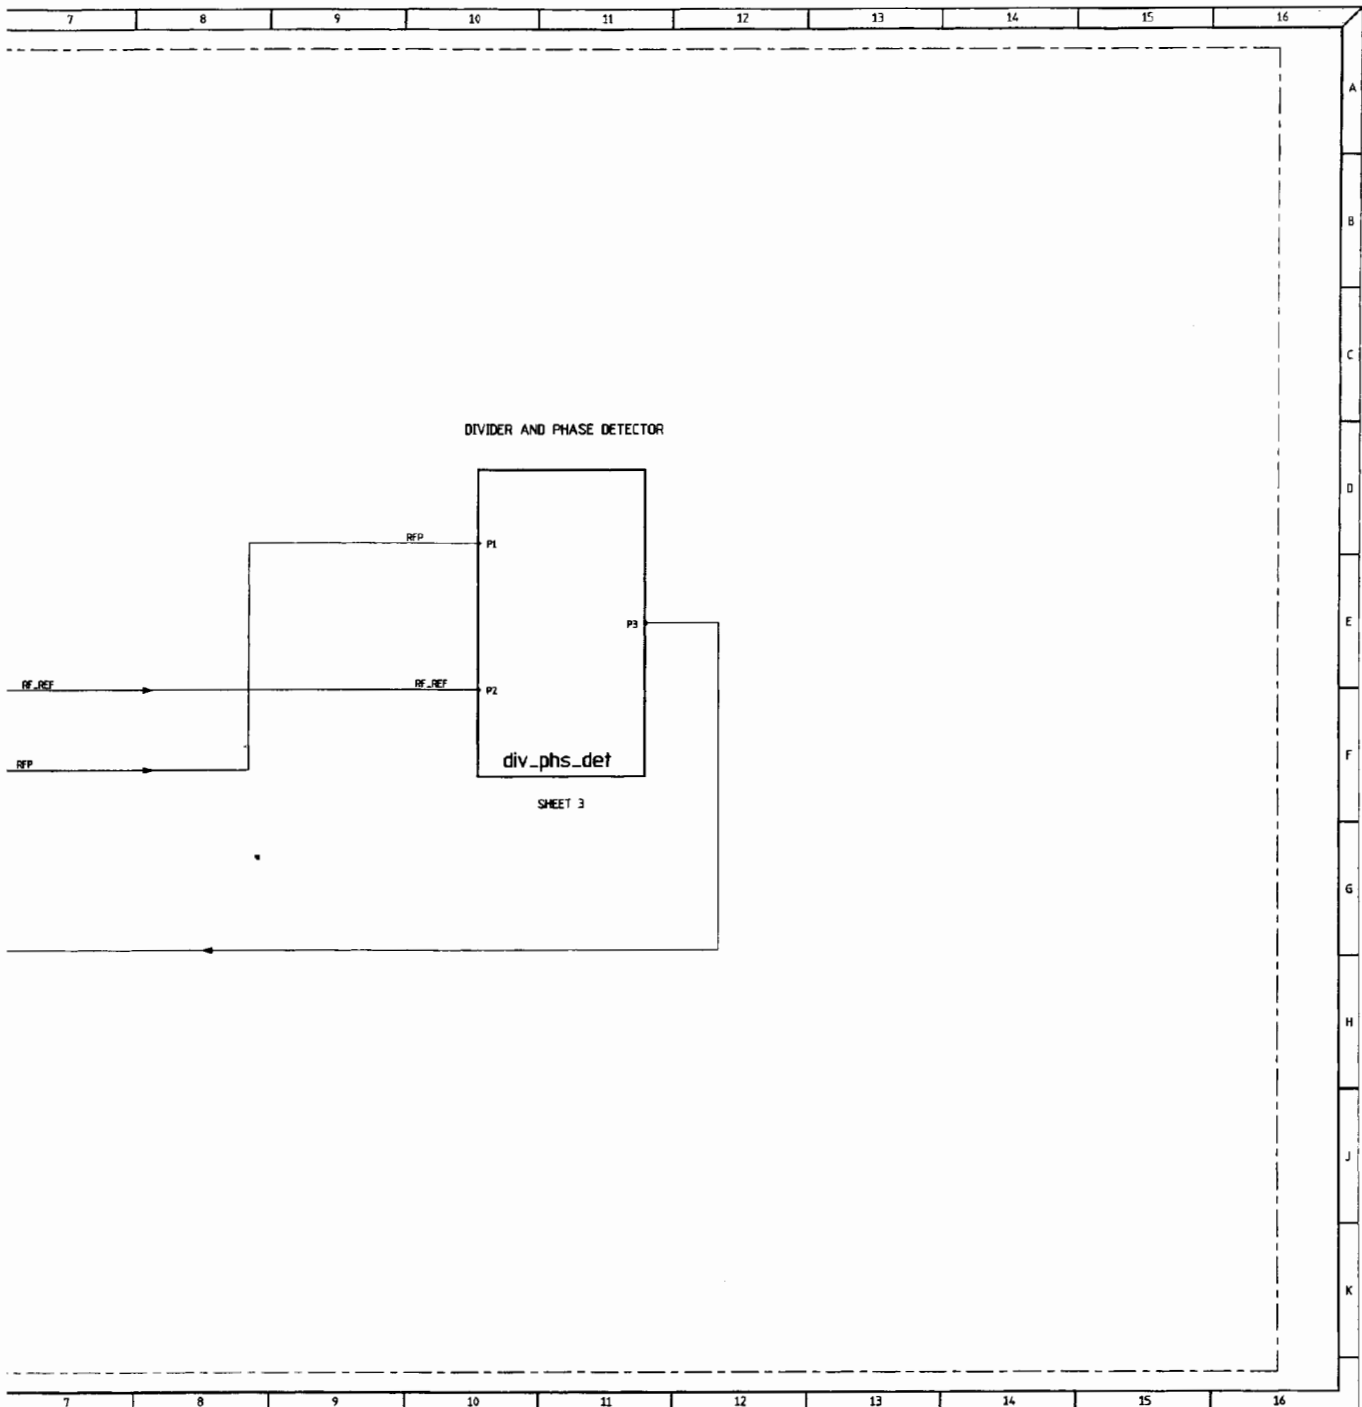 7 8 9 10 11 12 13 14 15 16
A
B
C
DIVIDER AND PHASE DETECTOR
D
RFP P1
P3 E
RF_REF RF_REF P2
RFP div_phs_det F
SHEET 3
G
H
J
K
7 8 9 10 11 12 13 14 15 16